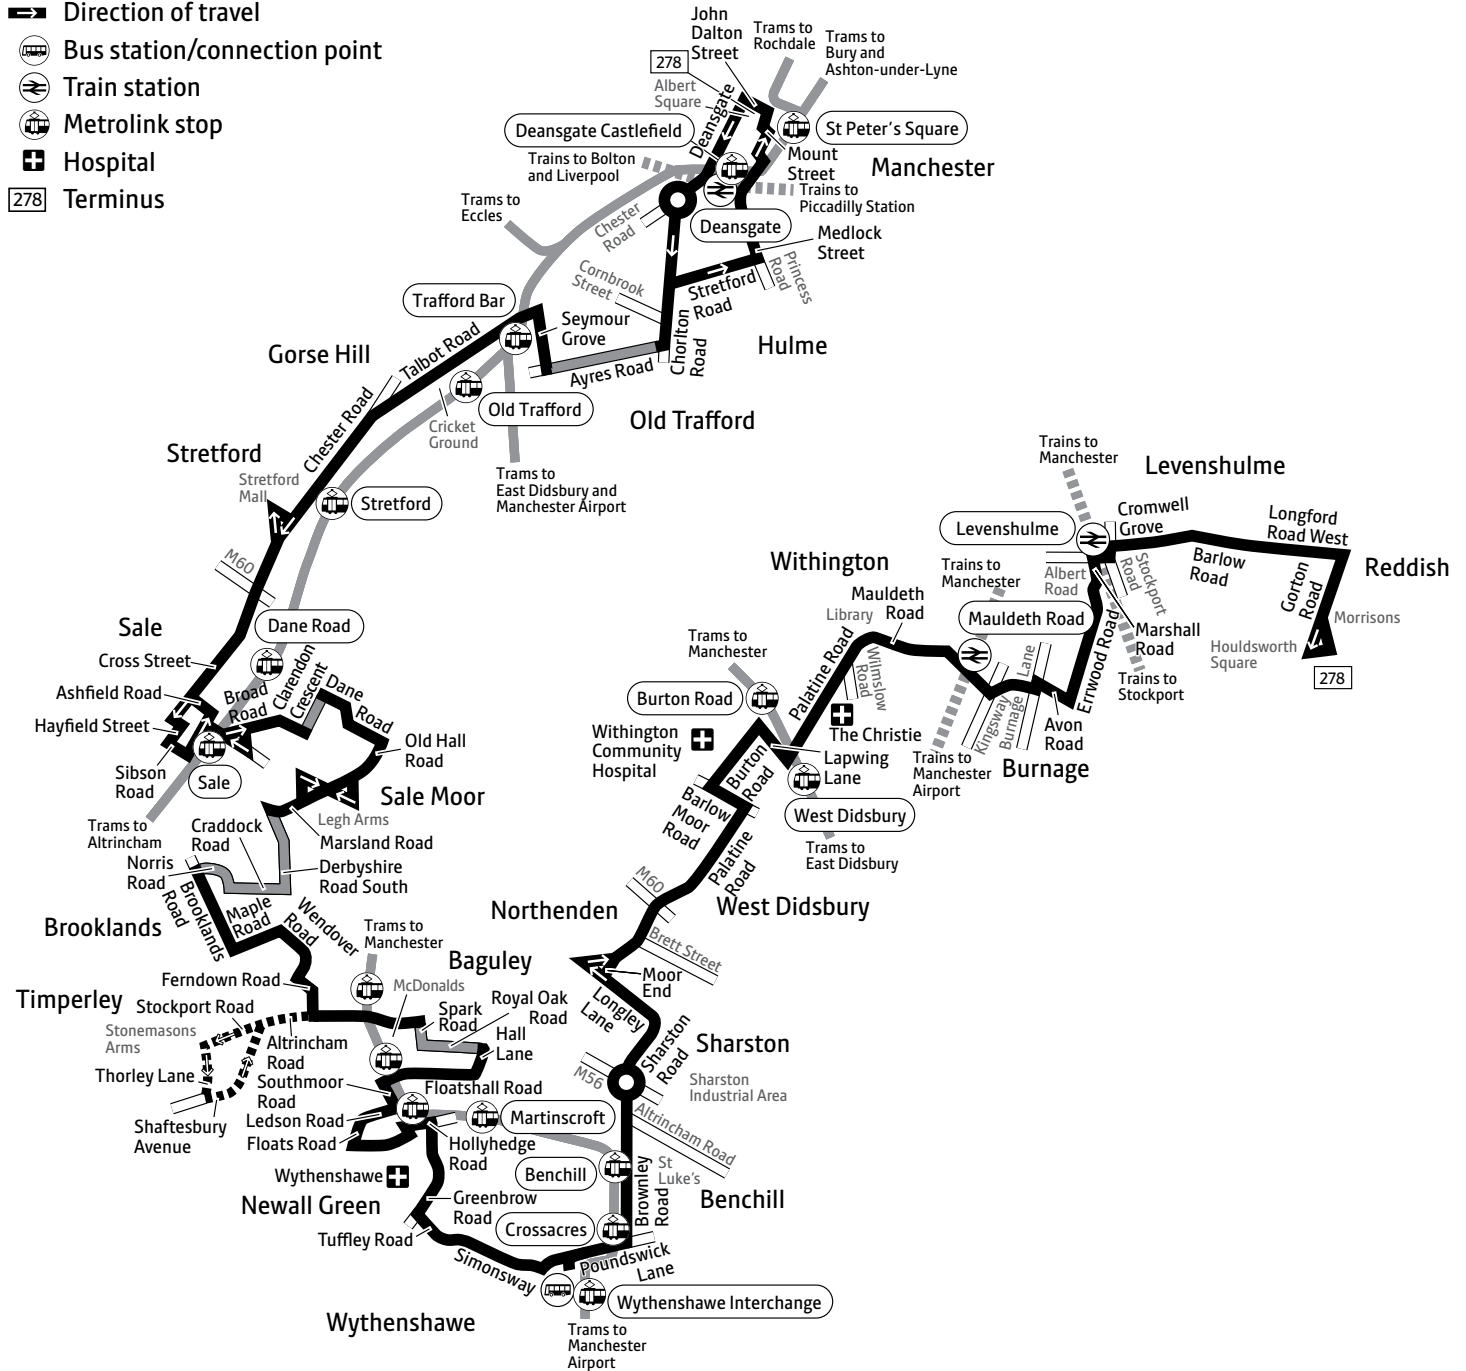 Direction of travel
Bus station/connection point
Train station
Metrolink stop
Hospital
278 Terminus
John
Dalton
Street
Trams to
Rochdale
Trams to
Bury and
Ashton-under-Lyne
278
Albert
Square
Deansgate
Deansgate Castlefield
St Peter's Square
Mount
Street
Manchester
Trains to Bolton
and Liverpool
Trains to
Piccadilly Station
Trams to
Eccles
Chester
Road
Deansgate
Medlock
Street
Princess
Road
Cornbrook
Street
Stretford
Road
Trafford Bar
Seymour
Grove
Talbot Road
Gorse Hill
Chorlton
Road
Hulme
Ayres Road
Old Trafford
Old Trafford
Cricket
Ground
Chester Road
Stretford
Stretford
Mall
Stretford
Trams to
East Didsbury and
Manchester Airport
M60
Sale
Dane Road
Cross Street
Ashfield Road
Hayfield Street
Broad
Road
Clarendon
Crescent
Dane
Road
Old Hall
Road
Sibson
Road
Sale
Sale Moor
Legh Arms
Trams to
Altrincham
Craddock
Road
Marsland Road
Norris
Road
Derbyshire
Road South
Brooklands
Road
Brooklands
Maple
Road
Wendover
Road
Trams to
Manchester
Baguley
Ferndown Road
McDonalds
Timperley
Stockport Road
Stonemasons
Arms
Spark
Road
Royal Oak
Road
Hall
Lane
Altrincham
Road
Thorley Lane
Southmoor
Road
Floatshall Road
Ledson Road
Floats Road
Shaftesbury
Avenue
Martinscroft
Hollyhedge
Road
Wythenshawe
Newall Green
Greenbrow
Road
Tuffley Road
Benchill
Crossacres
Simonsway
Poundswick
Lane
Wythenshawe Interchange
Wythenshawe
Trams to
Manchester
Airport
Brownley
Road
St
Luke's
Benchill
Altrincham Road
M56
Sharston
Industrial Area
Sharston
Sharston
Road
Longley
Lane
Moor
End
Brett Street
Northenden
M60
West Didsbury
Palatine
Road
Barlow
Moor
Road
Burton
Road
Withington
Community
Hospital
Burton Road
Trams to
Manchester
Lapwing
Lane
West Didsbury
Trams to
East Didsbury
The Christie
Palatine Road
Wilmslow
Road
Library
Mauldeth
Road
Withington
Trains to
Manchester
Mauldeth Road
Trains to
Manchester
Airport
Kingsway
Burnage
Lane
Burnage
Avon
Road
Errwood Road
Marshall
Road
Trains to
Stockport
Albert
Road
Stockport
Road
Levenshulme
Trains to
Manchester
Levenshulme
Cromwell
Grove
Barlow
Road
Longford
Road West
Reddish
Gorton
Road
Morrisons
Houldsworth
Square
278